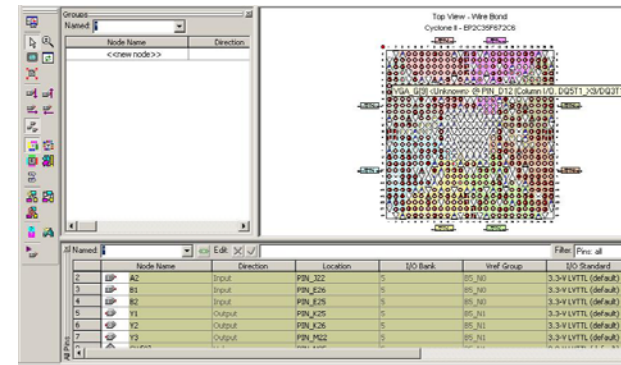 Groups
Named:
Node Name Direction
<<new node>>
Top View - Wire Bond
Cyclone II - EP2C35F672C6
VGA_G[9] <Unknown> @ PIN_D12 (Column I/O, DQ5T1_X3/DQ3T
Named: Edit: Filter: Pins: all
Node Name Direction Location I/O Bank Vref Group I/O Standard
2 A2 Input PIN_J22 5 B5_N0 3.3-V LVTTL (default)
3 B1 Input PIN_E26 5 B5_N0 3.3-V LVTTL (default)
4 B2 Input PIN_E25 5 B5_N0 3.3-V LVTTL (default)
5 Y1 Output PIN_K25 5 B5_N1 3.3-V LVTTL (default)
6 Y2 Output PIN_K26 5 B5_N1 3.3-V LVTTL (default)
7 Y3 Output PIN_M22 5 B5_N1 3.3-V LVTTL (default)
All Pins